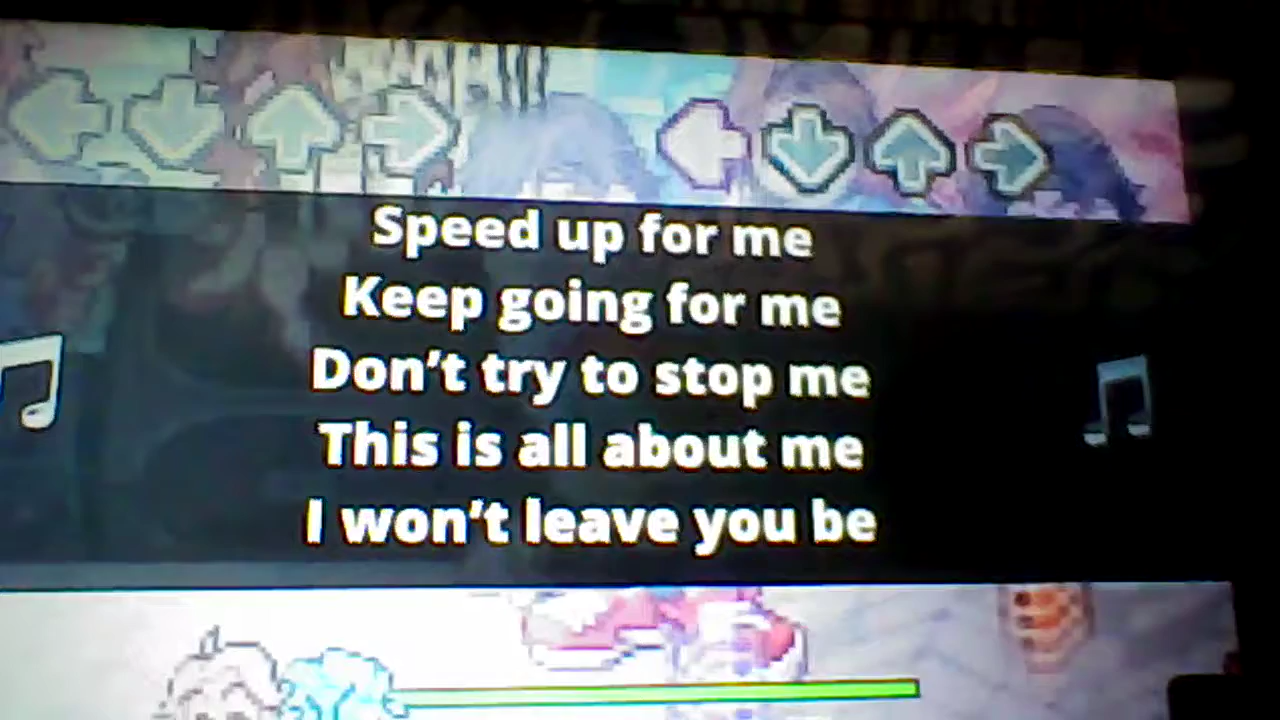 Speed up for me
Keep going for me
Don't try to stop me
This is all about me
I won't leave you be